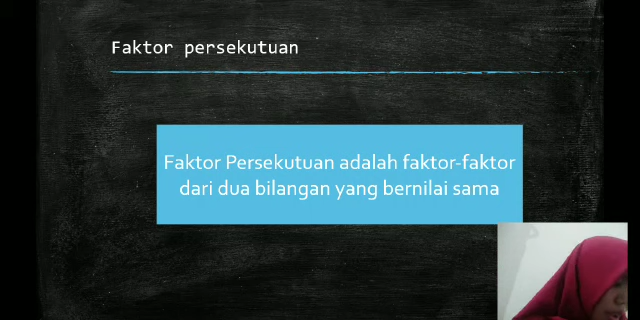 Faktor persekutuan
Faktor Persekutuan adalah faktor-faktor
dari dua bilangan yang bernilai sama